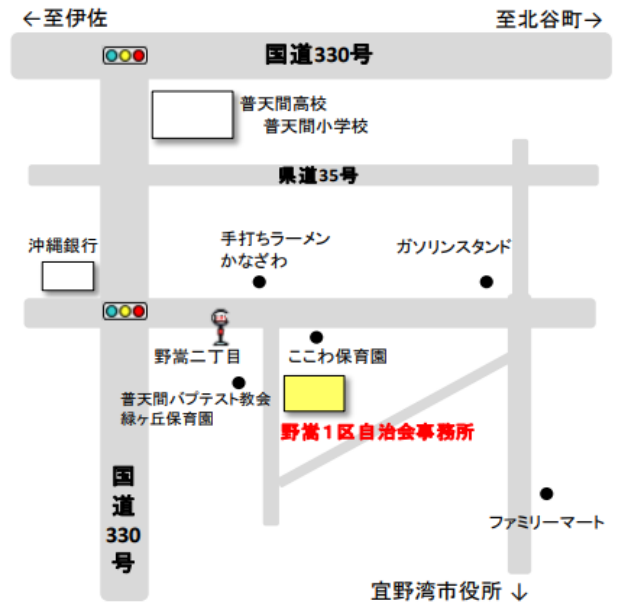 ←至伊佐
至北谷町→
国道330号
普天間高校
普天間小学校
県道35号
沖縄銀行
手打ちラーメン
かなざわ
ガソリンスタンド
野嵩二丁目
ここわ保育園
普天間バプテスト教会
緑ヶ丘保育園
野嵩1区自治会事務所
国道330号
ファミリーマート
宜野湾市役所↓